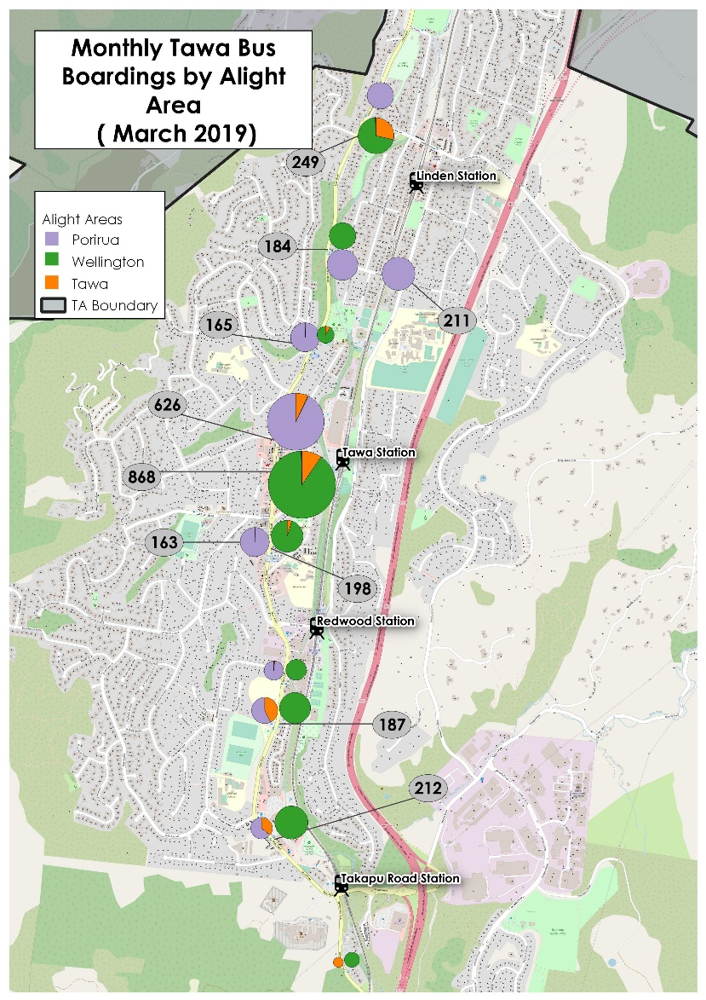 Monthly Tawa Bus
Boardings by Alight
Area
( March 2019)
249
Linden Station
Alight Areas
Porirua
Wellington
Tawa
TA Boundary
184
211
165
626
Tawa Station
868
163
198
Redwood Station
187
212
Takapu Road Station